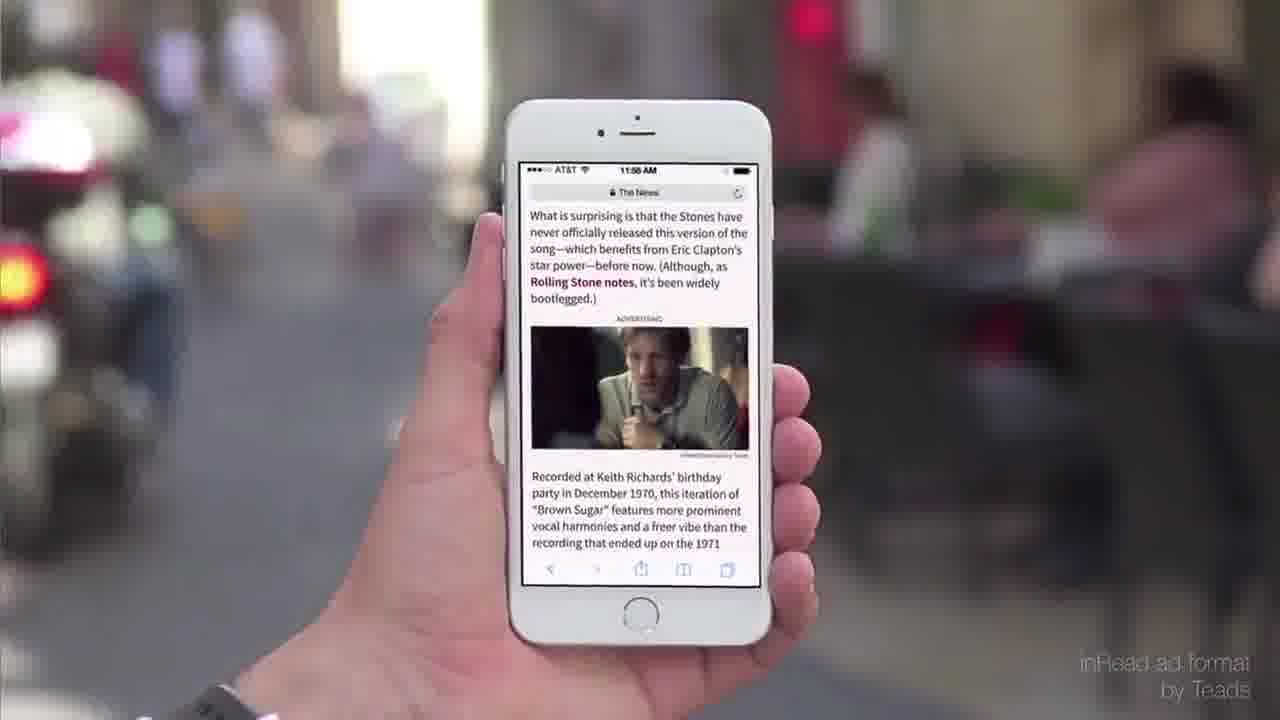 AT&T
11:56 AM
The News
What is surprising is that the Stones have
never officially released this version of the
song—which benefits from Eric Clapton's
star power—before now. (Although, as
Rolling Stone notes, it's been widely
bootlegged.)
ADVERTISING
Recorded at Keith Richards' birthday
party in December 1970, this iteration of
"Brown Sugar" features more prominent
vocal harmonies and a freer vibe than the
recording that ended up on the 1971
inRead ad format
by Teads